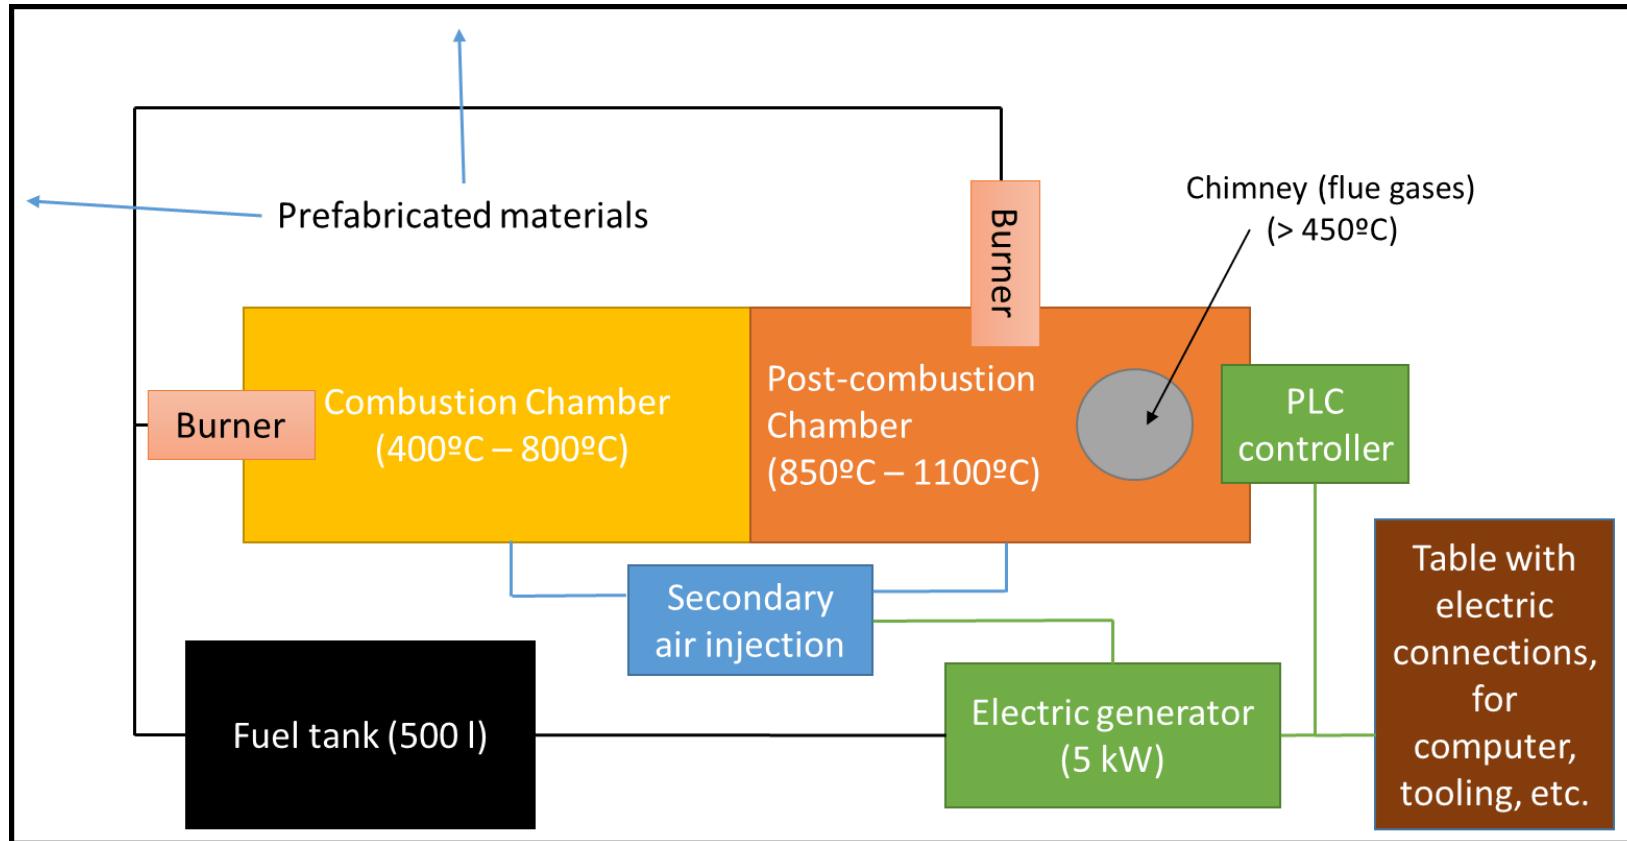 Prefabricated materials
Burner
Chimney (flue gases)
(> 450ºC)
Burner
Combustion Chamber
(400ºC – 800ºC)
Post-combustion
Chamber
(850ºC – 1100ºC)
PLC
controller
Secondary
air injection
Fuel tank (500 l)
Electric generator
(5 kW)
Table with
electric
connections,
for
computer,
tooling, etc.